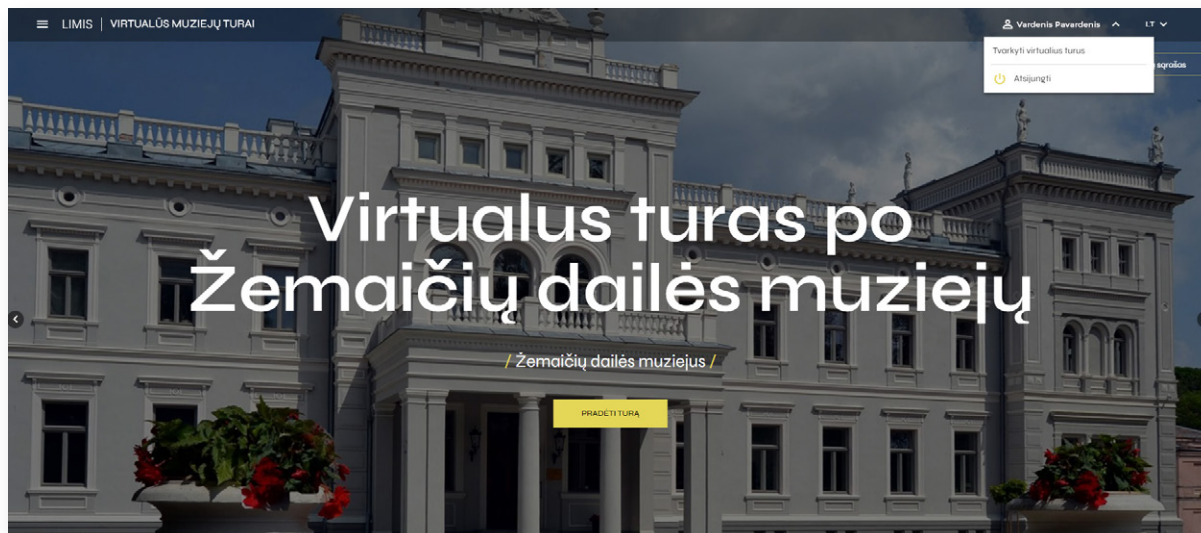 LIMIS | VIRTUALŪS MUZIEJŲ TURAI
Vardenis Pavardenis
LT
Tvarkyti virtualius turus
Atsijungti
sąrašas
Virtualus turas po
Žemaičių dailės muziejų
/ Žemaičių dailės muziejus /
PRADĖTI TURĄ